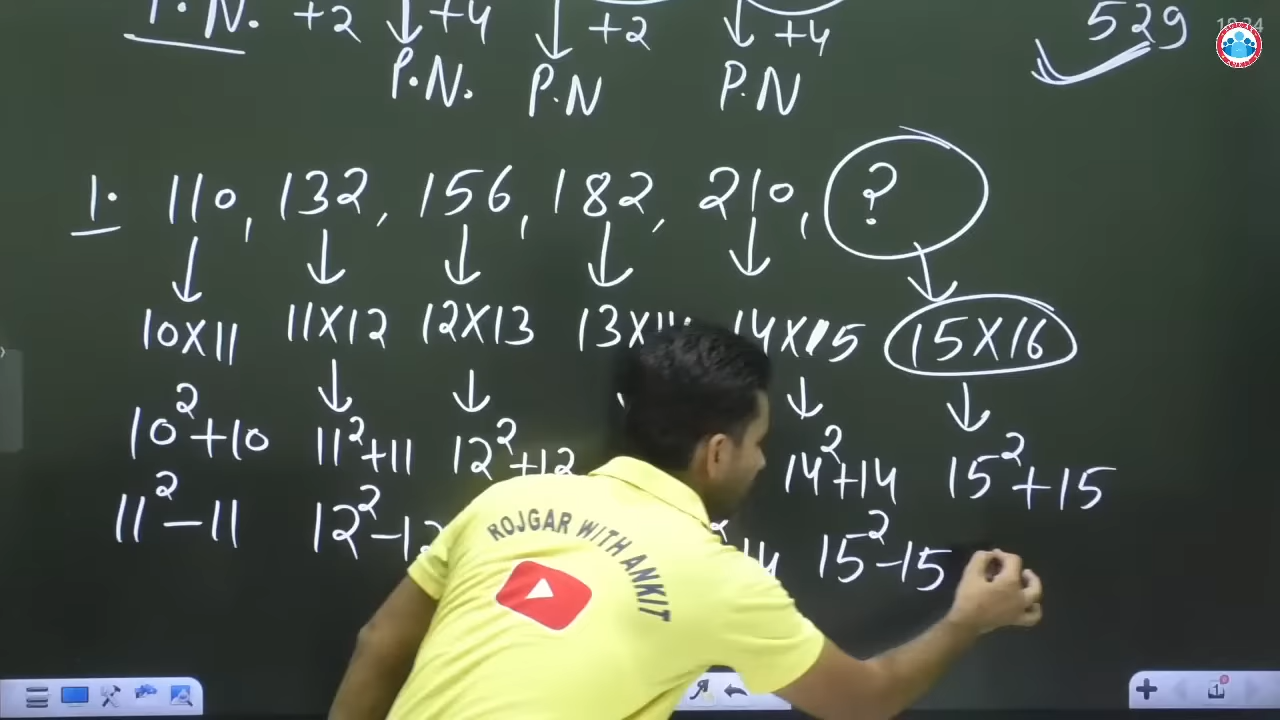 P.N. +2 +4 +2 +4 529
P.N. P.N P.N
1. 110, 132, 156, 182, 210, ?
10X11 11X12 12X13 13X14 14X15 15X16
10²+10 11²+11 12²+12 14²+14 15²+15
11²-11 12²-12 15²-15
ROJGAR WITH ANKIT